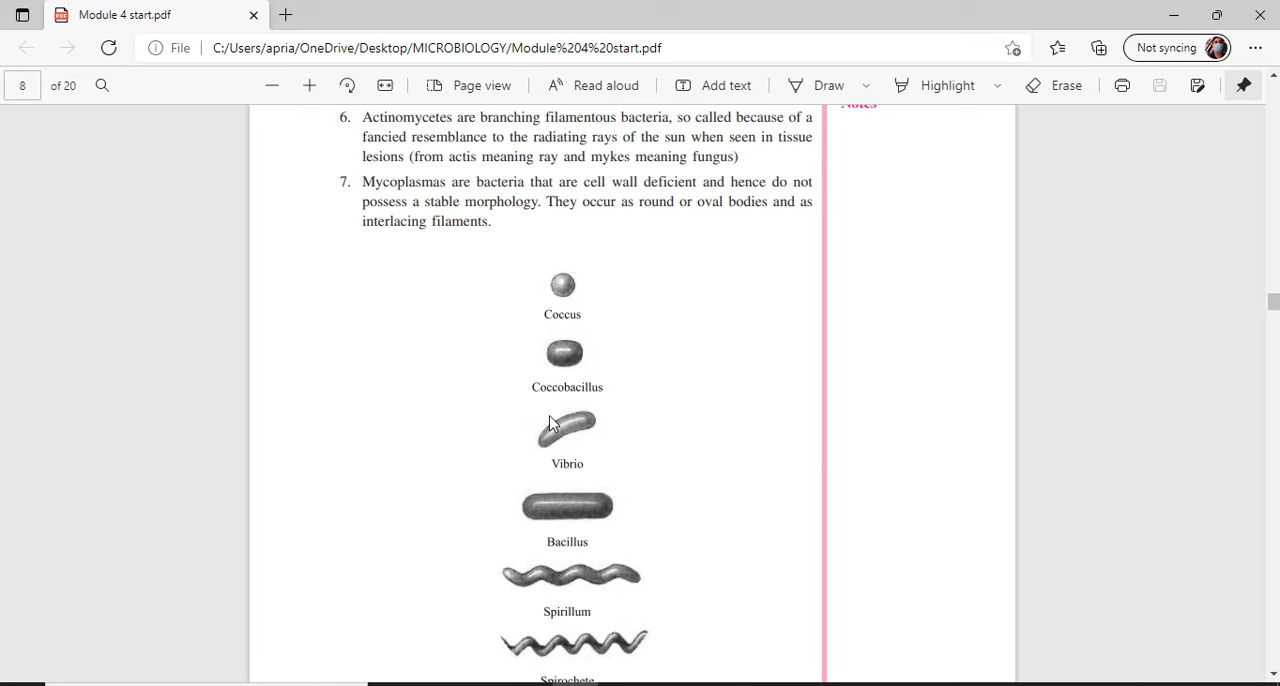 Module 4 start.pdf
File
C:/Users/apria/OneDrive/Desktop/MICROBIOLOGY/Module%204%20start.pdf
Not syncing
8 of 20
Page view
Read aloud
Add text
Draw
Highlight
Erase
Notes
6. Actinomycetes are branching filamentous bacteria, so called because of a
fancied resemblance to the radiating rays of the sun when seen in tissue
lesions (from actis meaning ray and mykes meaning fungus)
7. Mycoplasmas are bacteria that are cell wall deficient and hence do not
possess a stable morphology. They occur as round or oval bodies and as
interlacing filaments.
Coccus
Coccobacillus
Vibrio
Bacillus
Spirillum
Spirochete